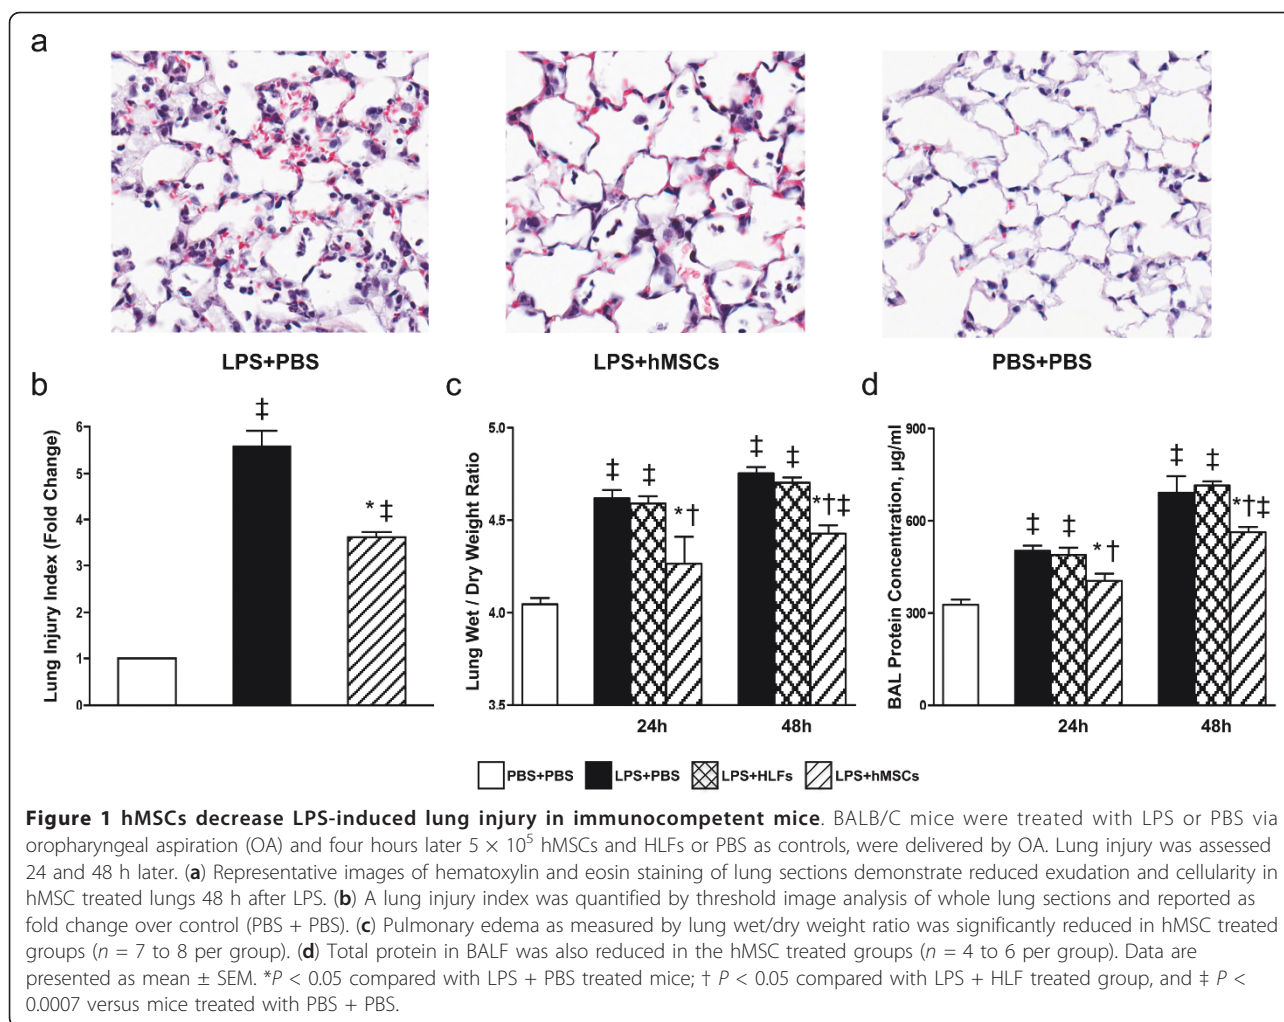 a
LPS+PBS
LPS+hMSCs
PBS+PBS
b
Lung Injury Index (Fold Change)
6
5
4
3
2
1
0
‡
*‡
c
Lung Wet / Dry Weight Ratio
5.0
4.5
4.0
3.5
‡ ‡ *†
‡ ‡ *†‡
24h 48h
d
BAL Protein Concentration, µg/ml
900
600
300
0
‡ ‡ *†
‡ ‡ *†‡
24h 48h
PBS+PBS LPS+PBS LPS+HLFs LPS+hMSCs
Figure 1 hMSCs decrease LPS-induced lung injury in immunocompetent mice. BALB/C mice were treated with LPS or PBS via
oropharyngeal aspiration (OA) and four hours later 5 × 10⁵ hMSCs and HLFs or PBS as controls, were delivered by OA. Lung injury was assessed
24 and 48 h later. (a) Representative images of hematoxylin and eosin staining of lung sections demonstrate reduced exudation and cellularity in
hMSC treated lungs 48 h after LPS. (b) A lung injury index was quantified by threshold image analysis of whole lung sections and reported as
fold change over control (PBS + PBS). (c) Pulmonary edema as measured by lung wet/dry weight ratio was significantly reduced in hMSC treated
groups (n = 7 to 8 per group). (d) Total protein in BALF was also reduced in the hMSC treated groups (n = 4 to 6 per group). Data are
presented as mean ± SEM. *P < 0.05 compared with LPS + PBS treated mice; † P < 0.05 compared with LPS + HLF treated group, and ‡ P <
0.0007 versus mice treated with PBS + PBS.